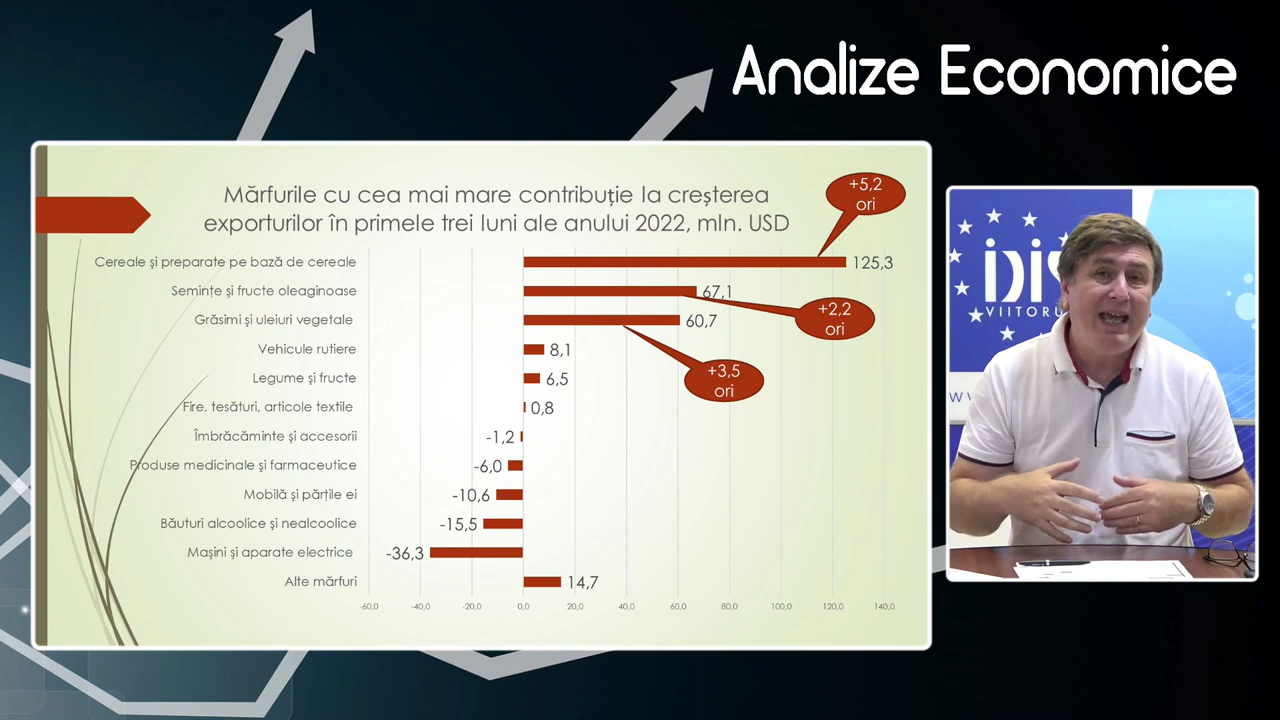 Analize Economice
Mărfurile cu cea mai mare contribuție la creșterea
exporturilor în primele trei luni ale anului 2022, mln. USD
+5,2
ori
Cereale și preparate pe bază de cereale
125,3
Semințe și fructe oleaginoase
67,1
+2,2
ori
Grăsimi și uleiuri vegetale
60,7
+3,5
ori
Vehicule rutiere
8,1
Legume și fructe
6,5
Fire, tesături, articole textile
0,8
Îmbrăcăminte și accesorii
-1,2
Produse medicinale și farmaceutice
-6,0
Mobilă și părțile ei
-10,6
Băuturi alcoolice și nealcoolice
-15,5
Mașini și aparate electrice
-36,3
Alte mărfuri
14,7
-60,0 -40,0 -20,0 0,0 20,0 40,0 60,0 80,0 100,0 120,0 140,0
IDIS
VIITORU
W